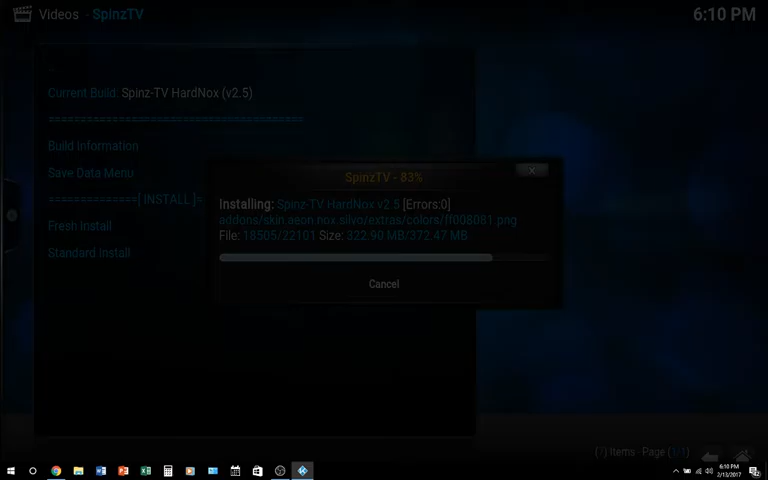 Videos - SpinzTV
6:10 PM
Current Build: Spinz-TV HardNox (v2.5)
====================================
Build Information
Save Data Menu
=============[ INSTALL ]=
Fresh Install
Standard Install
SpinzTV - 83%
Installing: Spinz-TV HardNox v2.5 [Errors:0]
addons/skin.aeon.nox.silvo/extras/colors/ff008081.png
File: 18505/22101 Size: 322.90 MB/372.47 MB
Cancel
(7) Items - Page (1/1)
6:10 PM
2/13/2017